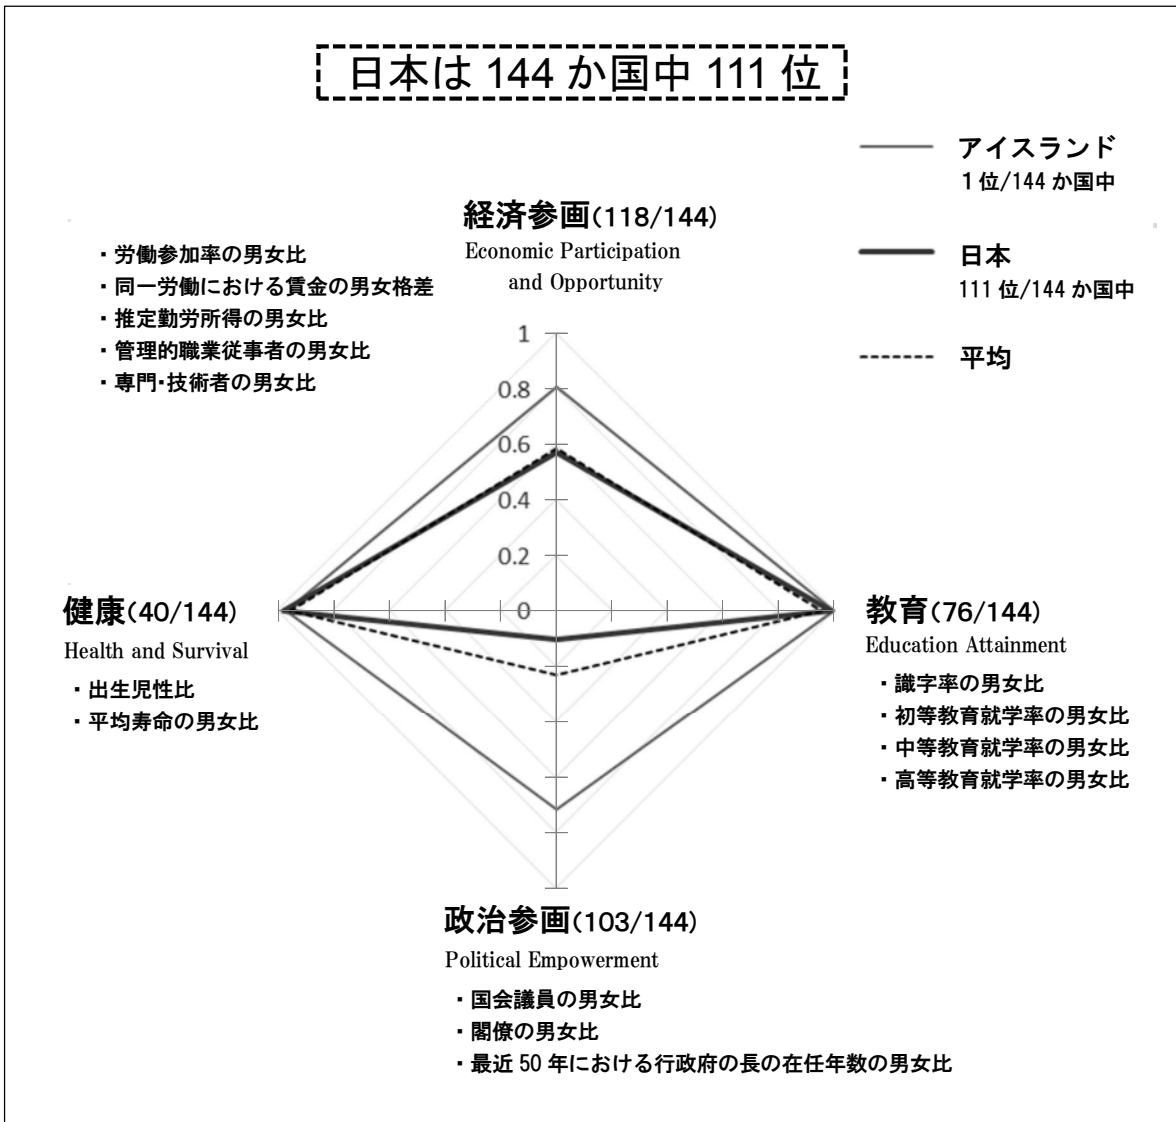 日本は 144 か国中 111 位
アイスランド
1 位/144 か国中
日本
111 位/144 か国中
平均
経済参画(118/144)
Economic Participation
and Opportunity
・労働参加率の男女比
・同一労働における賃金の男女格差
・推定勤労所得の男女比
・管理的職業従事者の男女比
・専門・技術者の男女比
1
0.8
0.6
0.4
0.2
0
健康(40/144)
Health and Survival
・出生児性比
・平均寿命の男女比
教育(76/144)
Education Attainment
・識字率の男女比
・初等教育就学率の男女比
・中等教育就学率の男女比
・高等教育就学率の男女比
政治参画(103/144)
Political Empowerment
・国会議員の男女比
・閣僚の男女比
・最近 50 年における行政府の長の在任年数の男女比